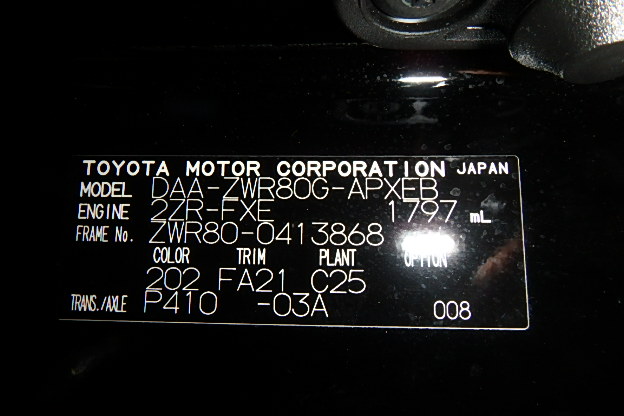 TOYOTA MOTOR CORPORATION JAPAN
MODEL DAA-ZWR80G-APXEB
ENGINE 2ZR-FXE 1797 mL
FRAME No. ZWR80-0413868
COLOR TRIM PLANT OPTION
202 FA21 C25
TRANS./AXLE P410 -03A 008